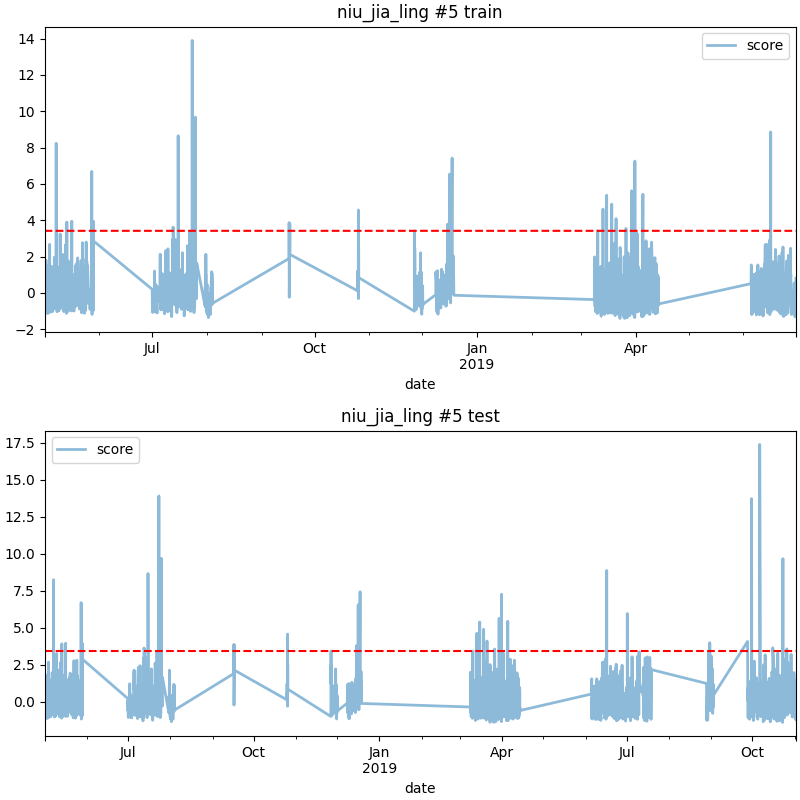 niu_jia_ling #5 train
score
14
12
10
8
6
4
2
0
−2
Jul
Oct
Jan
2019
Apr
date
niu_jia_ling #5 test
score
17.5
15.0
12.5
10.0
7.5
5.0
2.5
0.0
Jul
Oct
Jan
2019
Apr
Jul
Oct
date